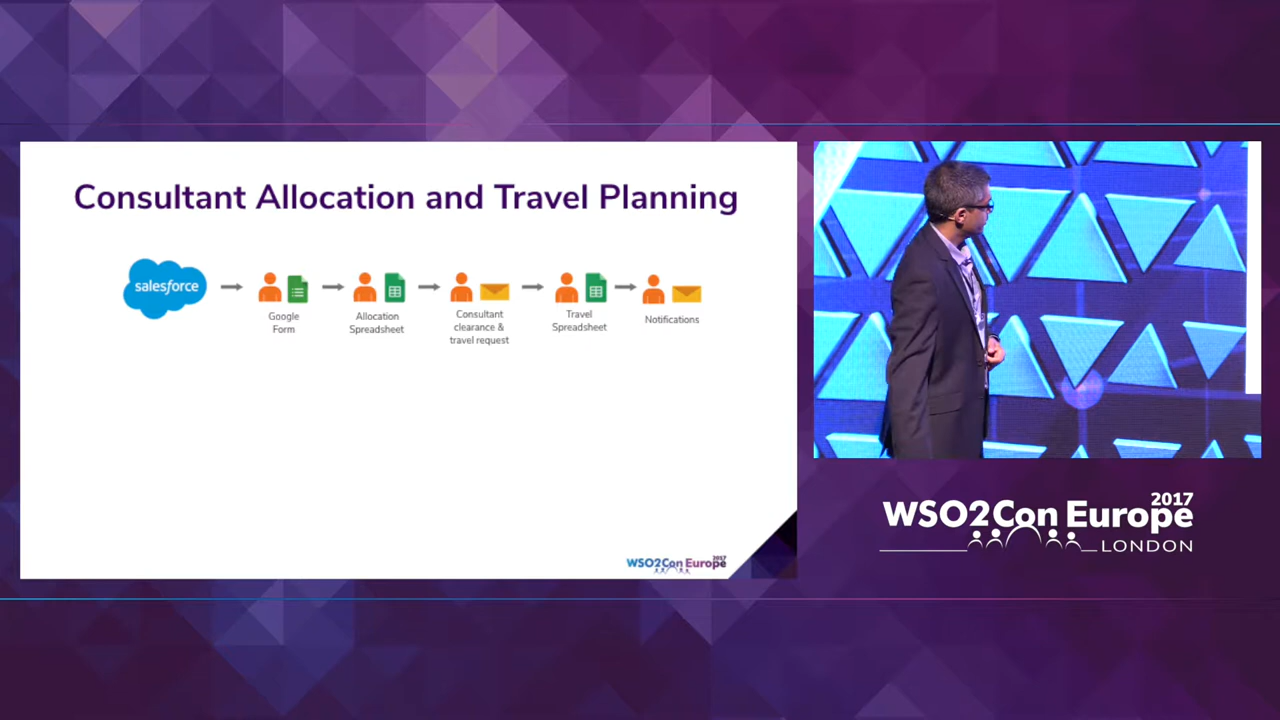 Consultant Allocation and Travel Planning
salesforce
Google
Form
Allocation
Spreadsheet
Consultant
clearance &
travel request
Travel
Spreadsheet
Notifications
WSO2Con Europe
2017
2017
WSO2Con Europe
LONDON